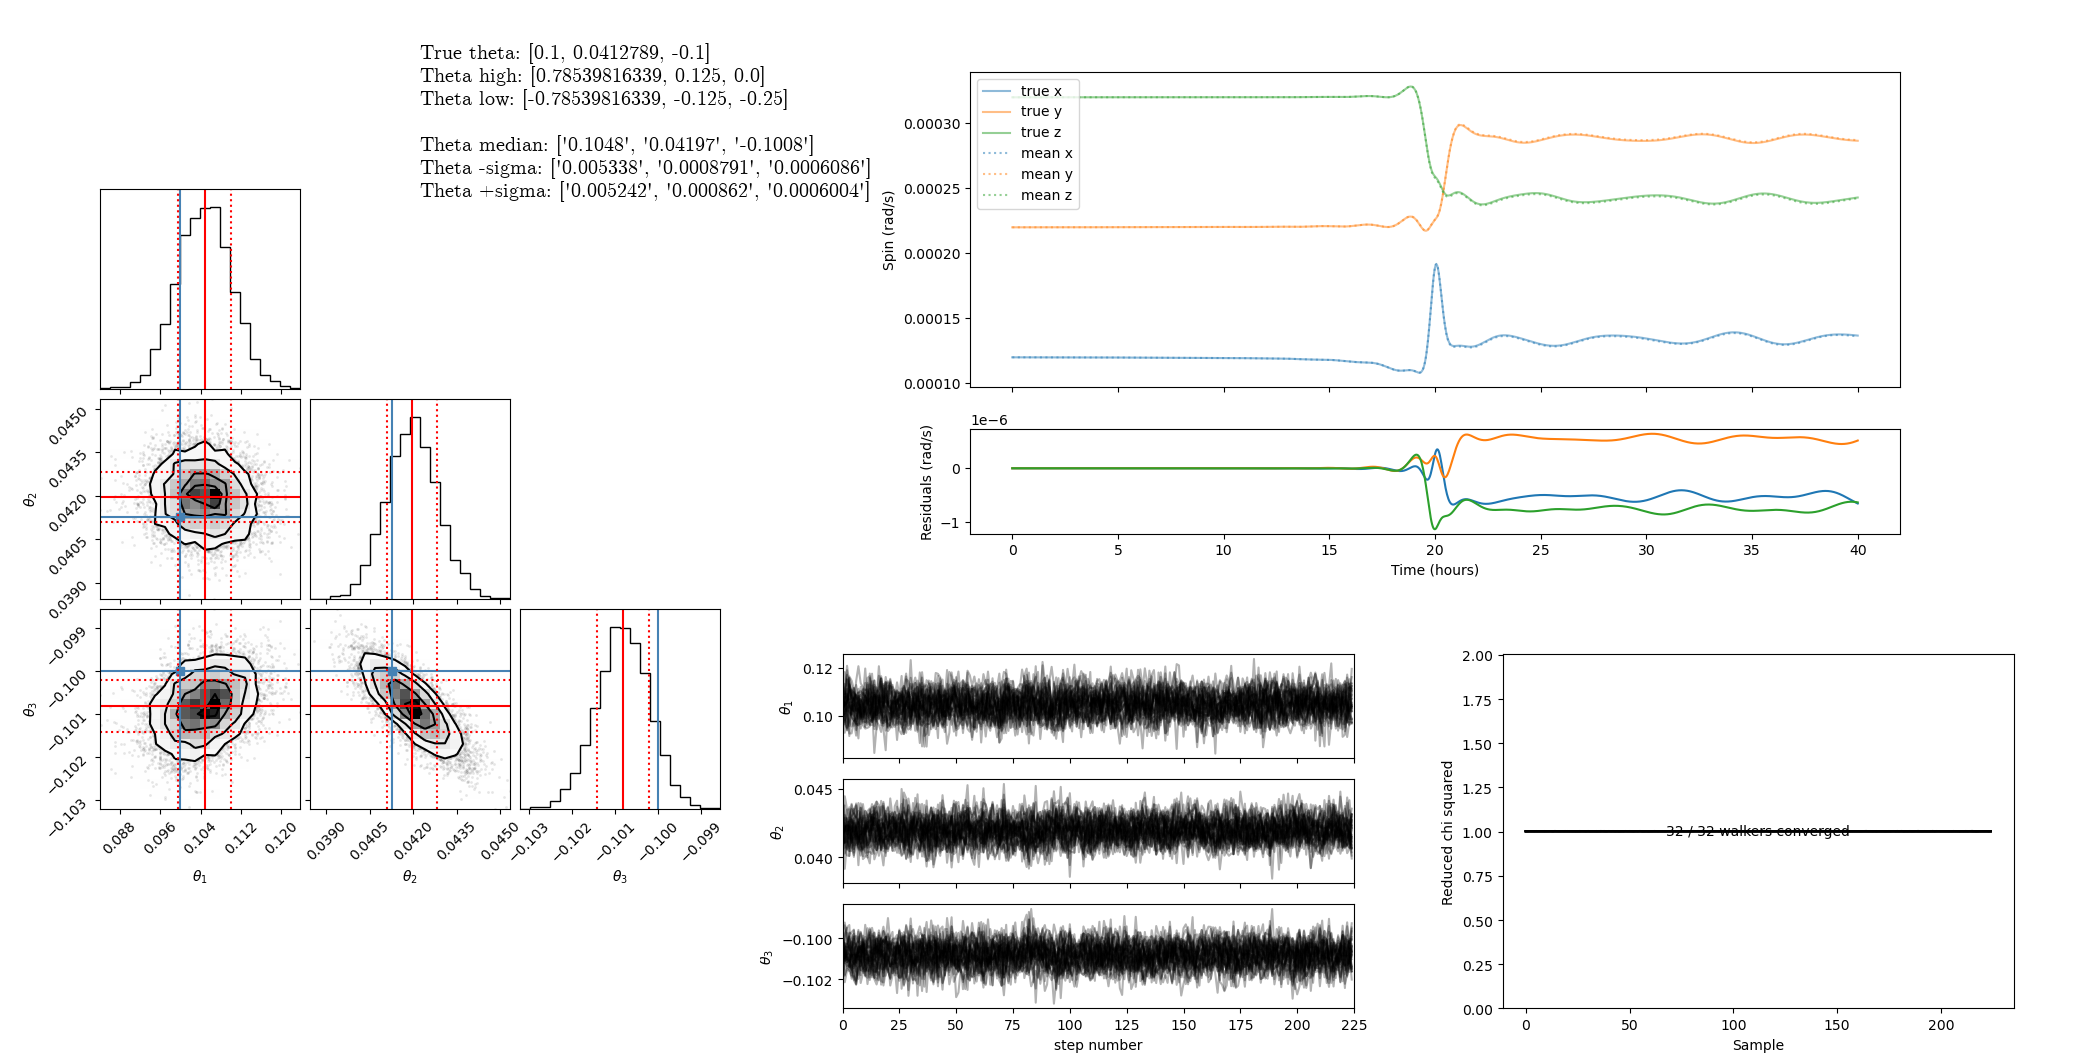 True theta: [0.1, 0.0412789, -0.1]
Theta high: [0.78539816339, 0.125, 0.0]
Theta low: [-0.78539816339, -0.125, -0.25]
Theta median: ['0.1048', '0.04197', '-0.1008']
Theta -sigma: ['0.005338', '0.0008791', '0.0006086']
Theta +sigma: ['0.005242', '0.000862', '0.0006004']
θ2
0.0450
0.0435
0.0420
0.0405
0.0390
θ3
−0.099
−0.100
−0.101
−0.102
−0.103
0.088 0.096 0.104 0.112 0.120
θ1
0.0390 0.0405 0.0420 0.0435 0.0450
θ2
−0.103 −0.102 −0.101 −0.100 −0.099
θ3
true x
true y
true z
mean x
mean y
mean z
Spin (rad/s)
0.00030
0.00025
0.00020
0.00015
0.00010
1e−6
Residuals (rad/s)
0
−1
0 5 10 15 20 25 30 35 40
Time (hours)
θ1
0.12
0.10
θ2
0.045
0.040
θ3
−0.100
−0.102
0 25 50 75 100 125 150 175 200 225
step number
Reduced chi squared
2.00
1.75
1.50
1.25
1.00
0.75
0.50
0.25
0.00
32 / 32 walkers converged
0 50 100 150 200
Sample